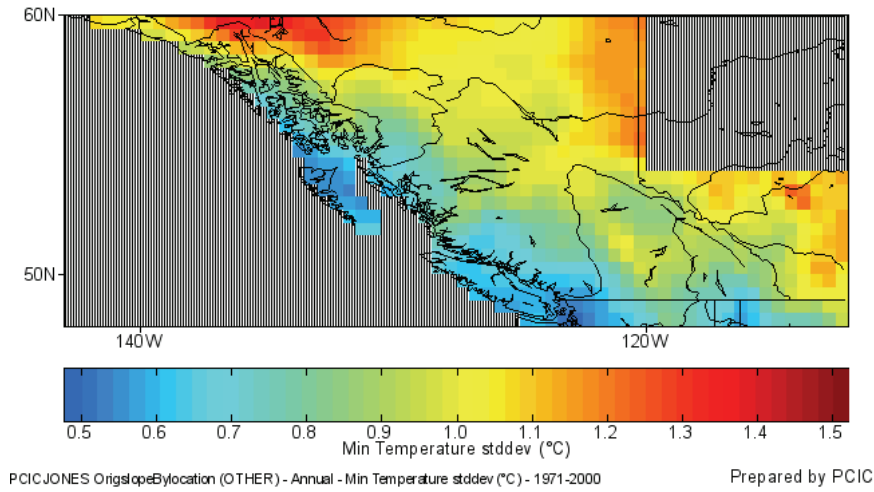 60N
50N
140W 120W
0.5 0.6 0.7 0.8 0.9 1.0 1.1 1.2 1.3 1.4 1.5
Min Temperature stddev (°C)
PCICJONES OrigslopeBylocation (OTHER) - Annual - Min Temperature stddev (°C) - 1971-2000 Prepared by PCIC